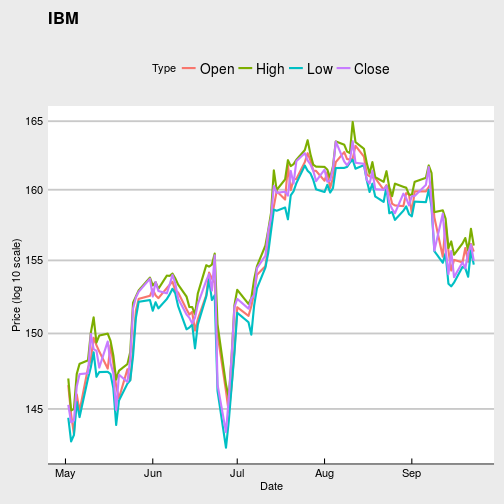 IBM
Type Open High Low Close
165
160
155
150
145
Price (log 10 scale)
May Jun Jul Aug Sep
Date